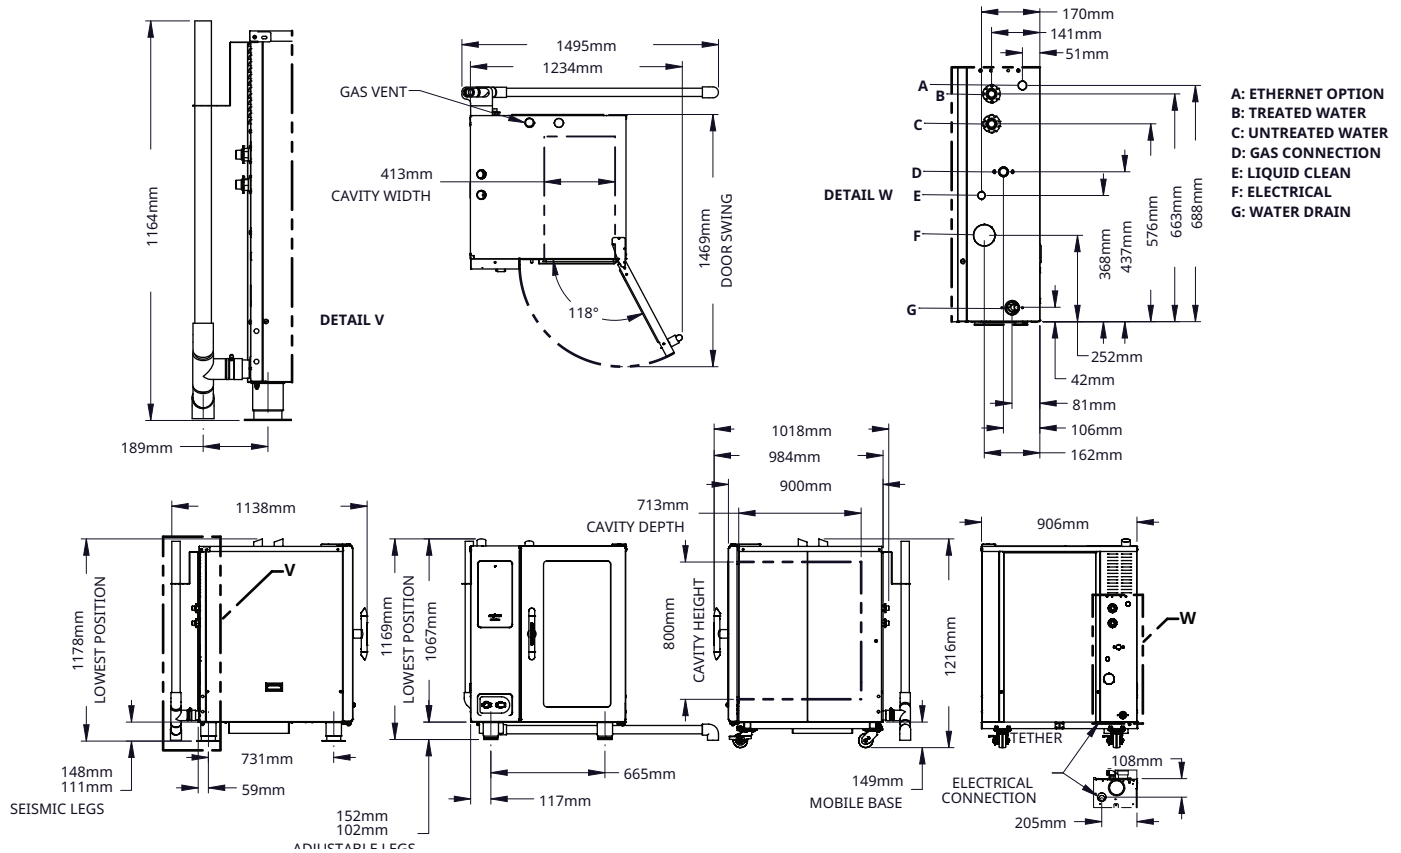 170mm
141mm
51mm
1495mm
1234mm
GAS VENT
413mm
CAVITY WIDTH
1469mm
DOOR SWING
118°
1164mm
189mm
DETAIL V
DETAIL W
A
B
C
D
E
F
G
368mm
437mm
576mm
663mm
688mm
252mm
42mm
81mm
106mm
162mm
A: ETHERNET OPTION
B: TREATED WATER
C: UNTREATED WATER
D: GAS CONNECTION
E: LIQUID CLEAN
F: ELECTRICAL
G: WATER DRAIN
1138mm
V
1178mm
LOWEST POSITION
731mm
59mm
148mm
111mm
SEISMIC LEGS
1169mm
LOWEST POSITION
1067mm
665mm
117mm
152mm
102mm
ADJUSTABLE LEGS
1018mm
984mm
900mm
713mm
CAVITY DEPTH
800mm
CAVITY HEIGHT
1216mm
149mm
MOBILE BASE
906mm
W
TETHER
ELECTRICAL
CONNECTION
108mm
205mm